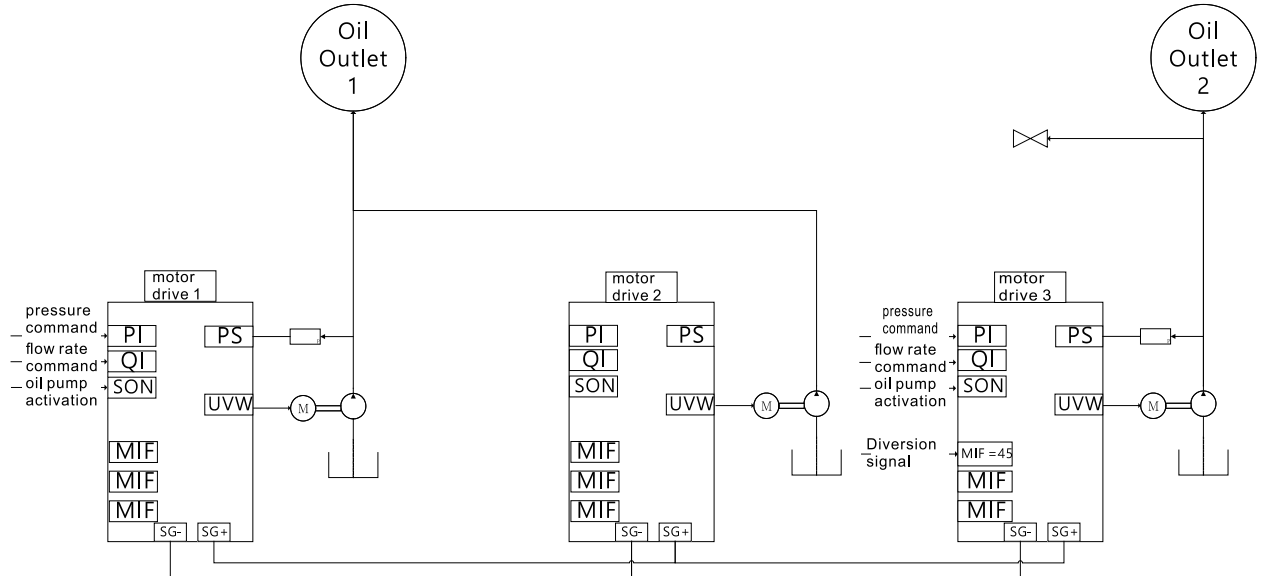 Oil
Outlet
1
Oil
Outlet
2
motor
drive 1
pressure
command
flow rate
command
oil pump
activation
PI
QI
SON
PS
UVW
M
MIF
MIF
MIF
SG-
SG+
motor
drive 2
PI
QI
SON
PS
UVW
M
MIF
MIF
MIF
SG-
SG+
motor
drive 3
pressure
command
flow rate
command
oil pump
activation
Diversion
signal
PI
QI
SON
PS
UVW
M
MIF =45
MIF
MIF
SG-
SG+